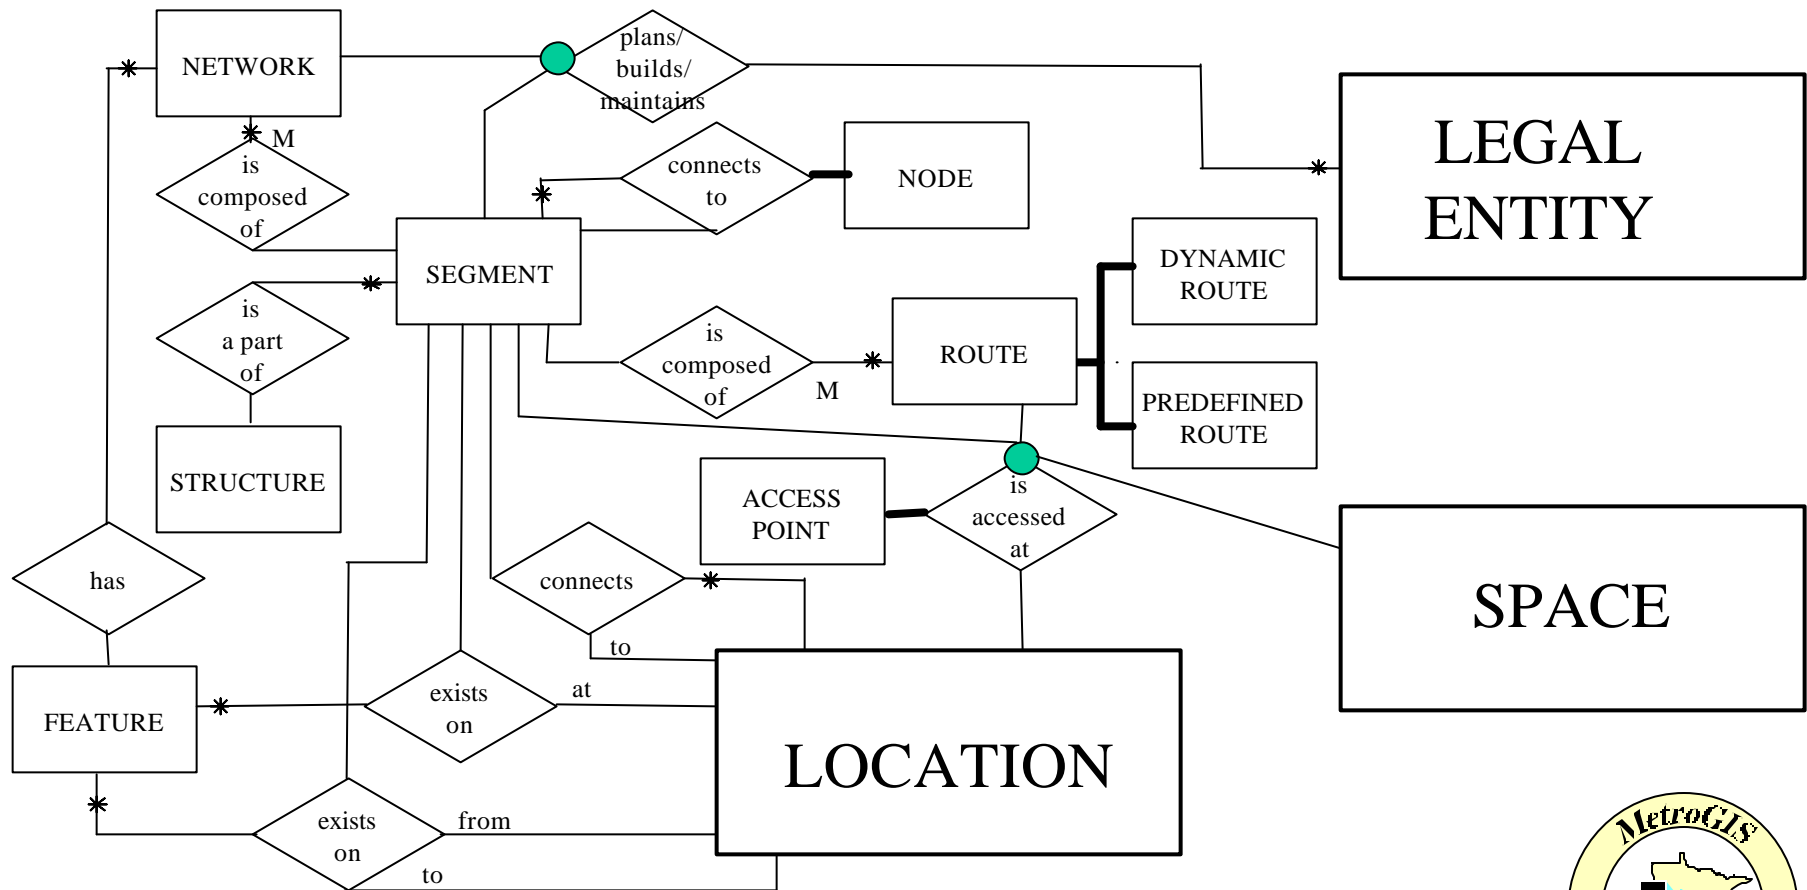 plans/
builds/
maintains
NETWORK
M
is
composed
of
connects
to
NODE
LEGAL
ENTITY
SEGMENT
DYNAMIC
ROUTE
is
a part
of
is
composed
of
M
ROUTE
PREDEFINED
ROUTE
STRUCTURE
ACCESS
POINT
is
accessed
at
has
connects
to
SPACE
FEATURE
exists
on
at
LOCATION
exists
on
from
to
MetroGIS